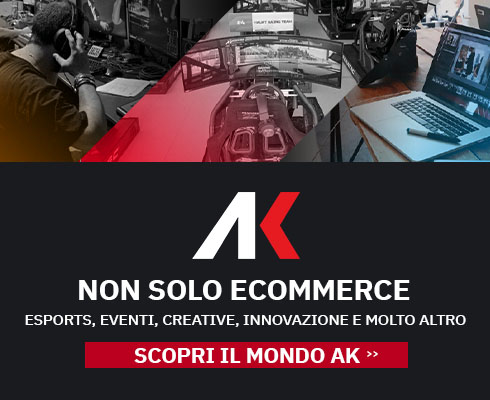 AK
NON SOLO ECOMMERCE
ESPORTS, EVENTI, CREATIVE, INNOVAZIONE E MOLTO ALTRO
SCOPRI IL MONDO AK >>